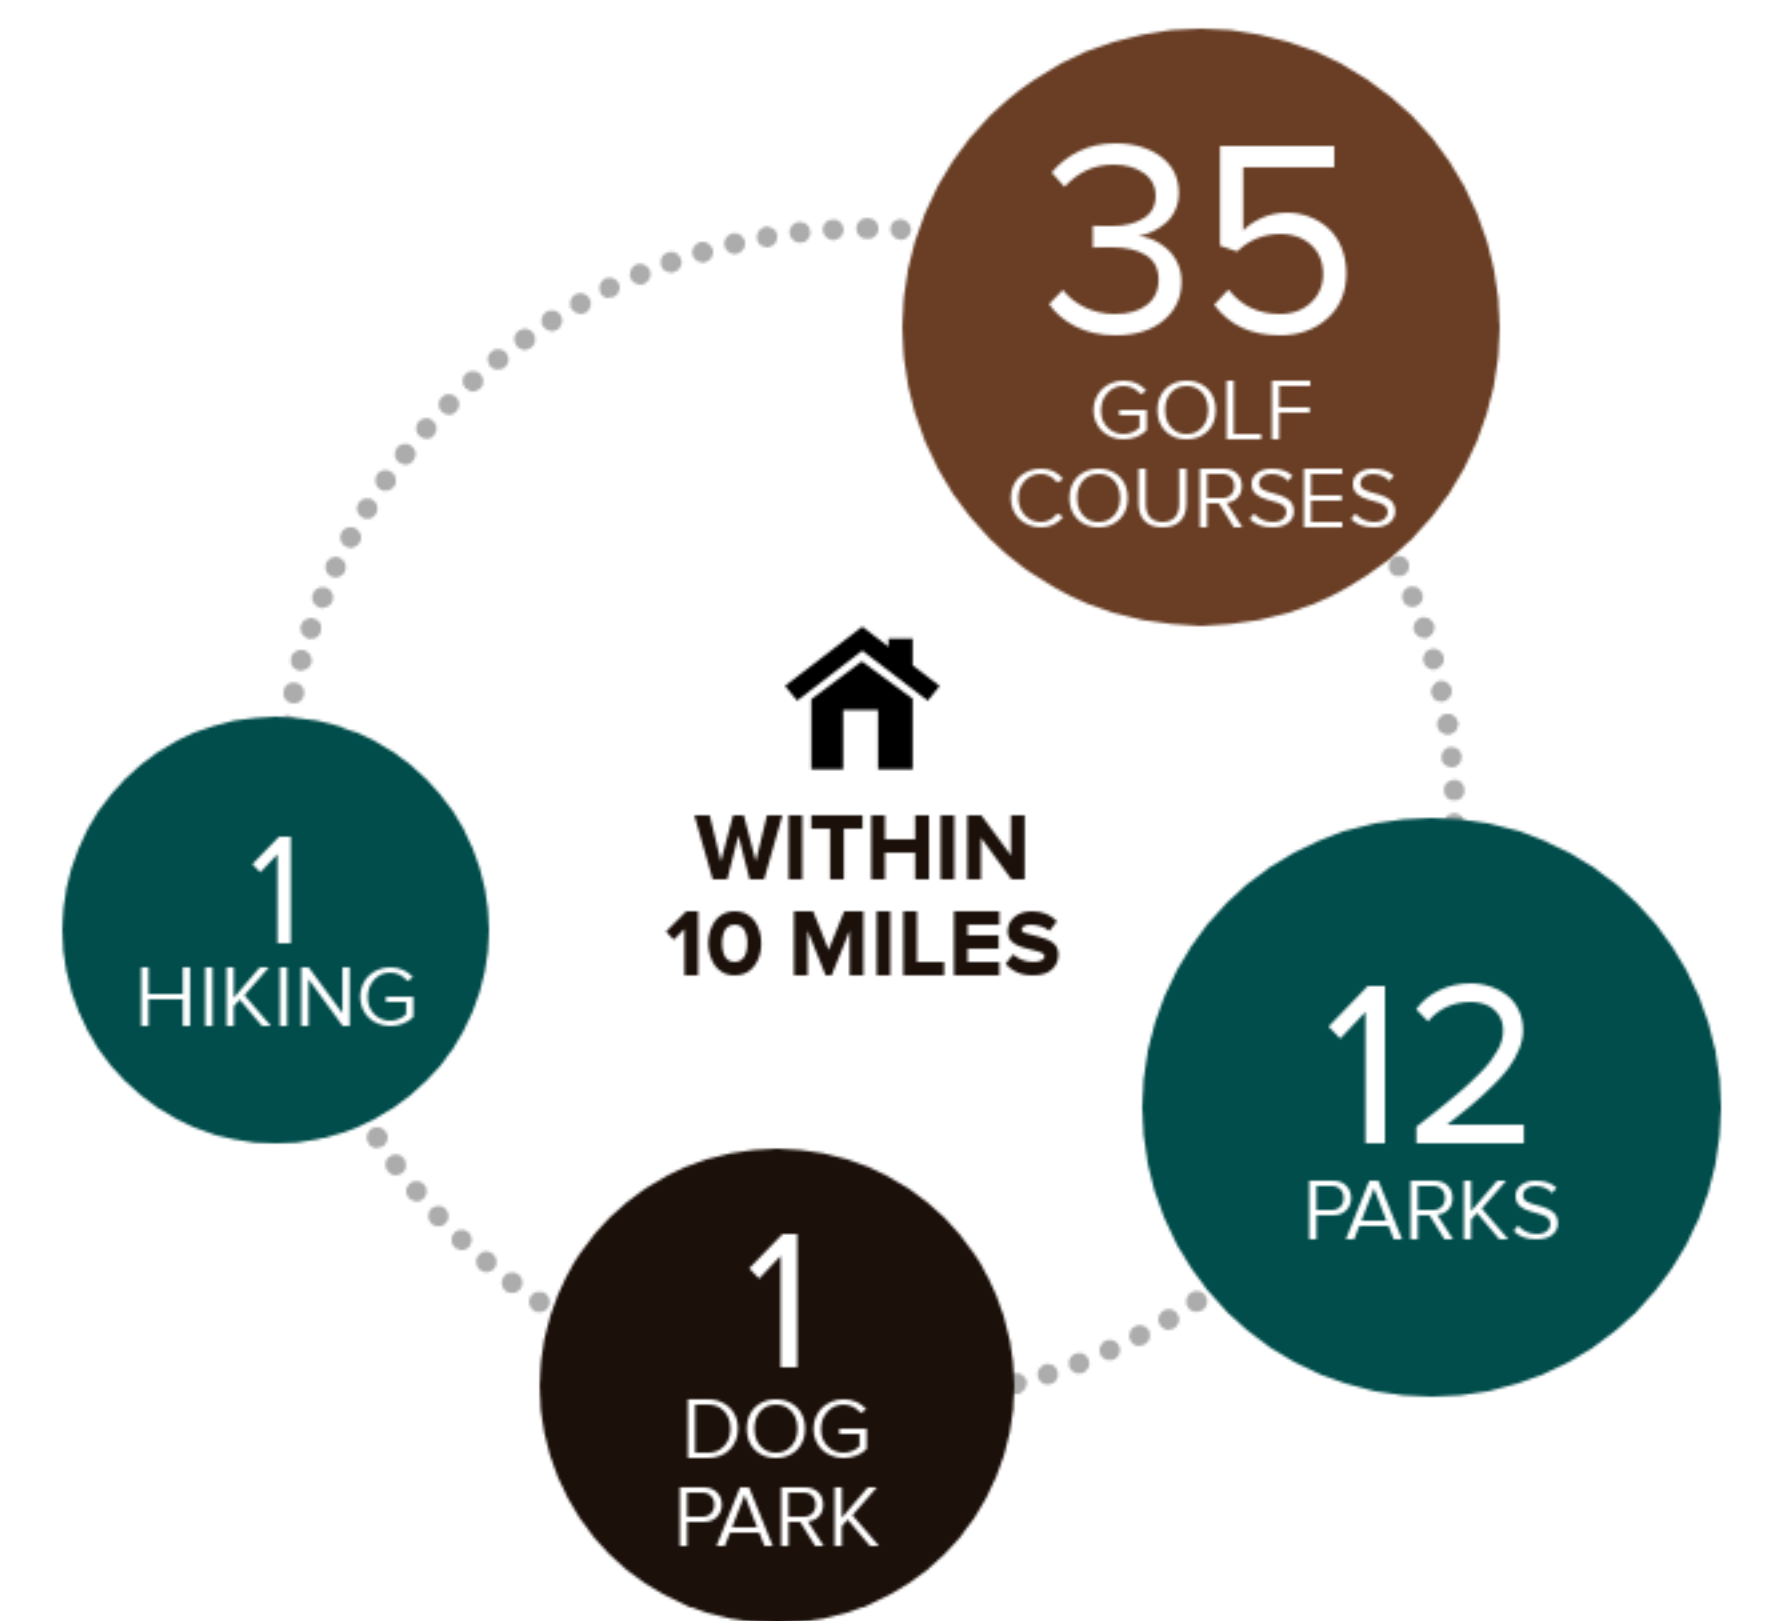 35
GOLF
COURSES
WITHIN
10 MILES
1
HIKING
12
PARKS
1
DOG
PARK